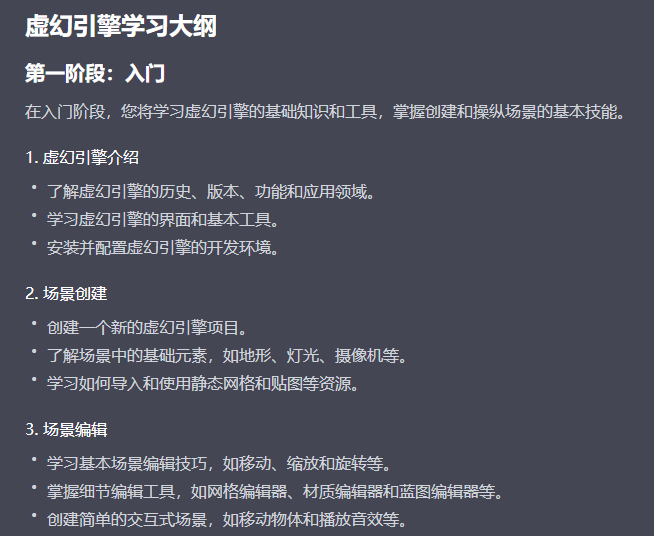 虚幻引擎学习大纲
第一阶段：入门
在入门阶段，您将学习虚幻引擎的基础知识和工具，掌握创建和操纵场景的基本技能。
1. 虚幻引擎介绍
• 了解虚幻引擎的历史、版本、功能和应用领域。
• 学习虚幻引擎的界面和基本工具。
• 安装并配置虚幻引擎的开发环境。
2. 场景创建
• 创建一个新的虚幻引擎项目。
• 了解场景中的基础元素，如地形、灯光、摄像机等。
• 学习如何导入和使用静态网格和贴图等资源。
3. 场景编辑
• 学习基本场景编辑技巧，如移动、缩放和旋转等。
• 掌握细节编辑工具，如网格编辑器、材质编辑器和蓝图编辑器等。
• 创建简单的交互式场景，如移动物体和播放音效等。